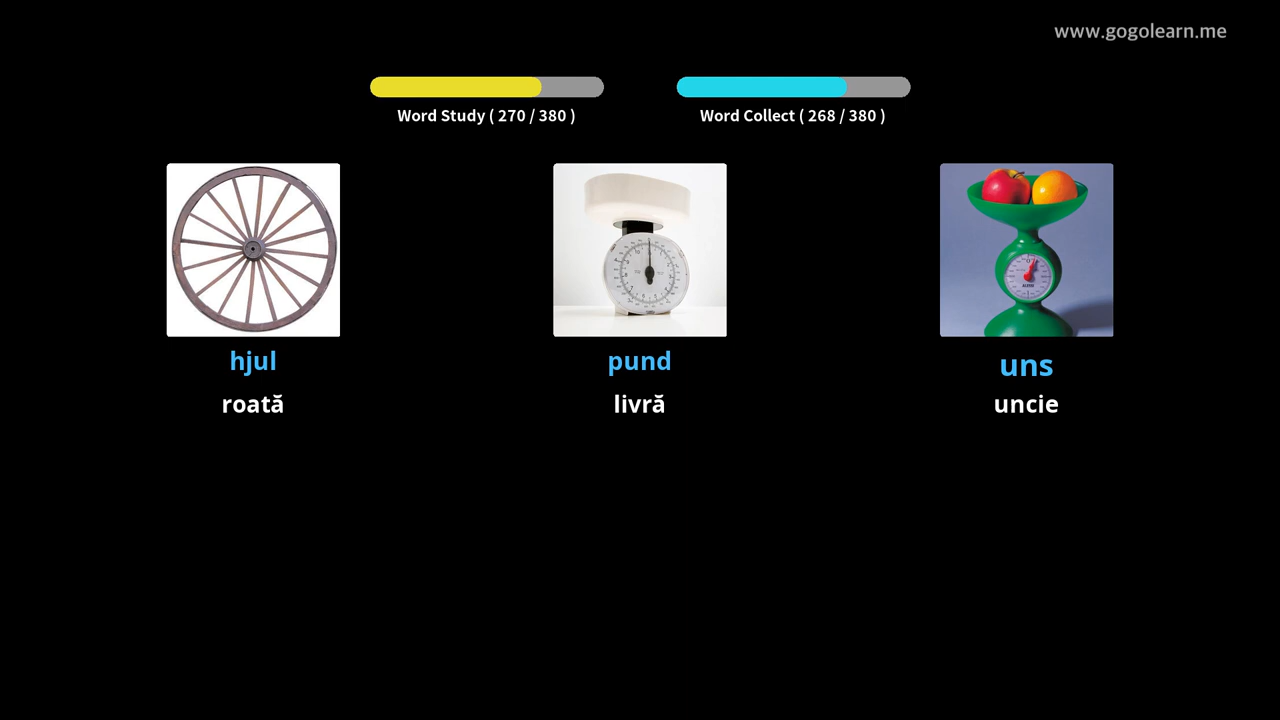 www.gogolearn.me
Word Study ( 270 / 380 )
Word Collect ( 268 / 380 )
hjul
pund
uns
roată
livră
uncie